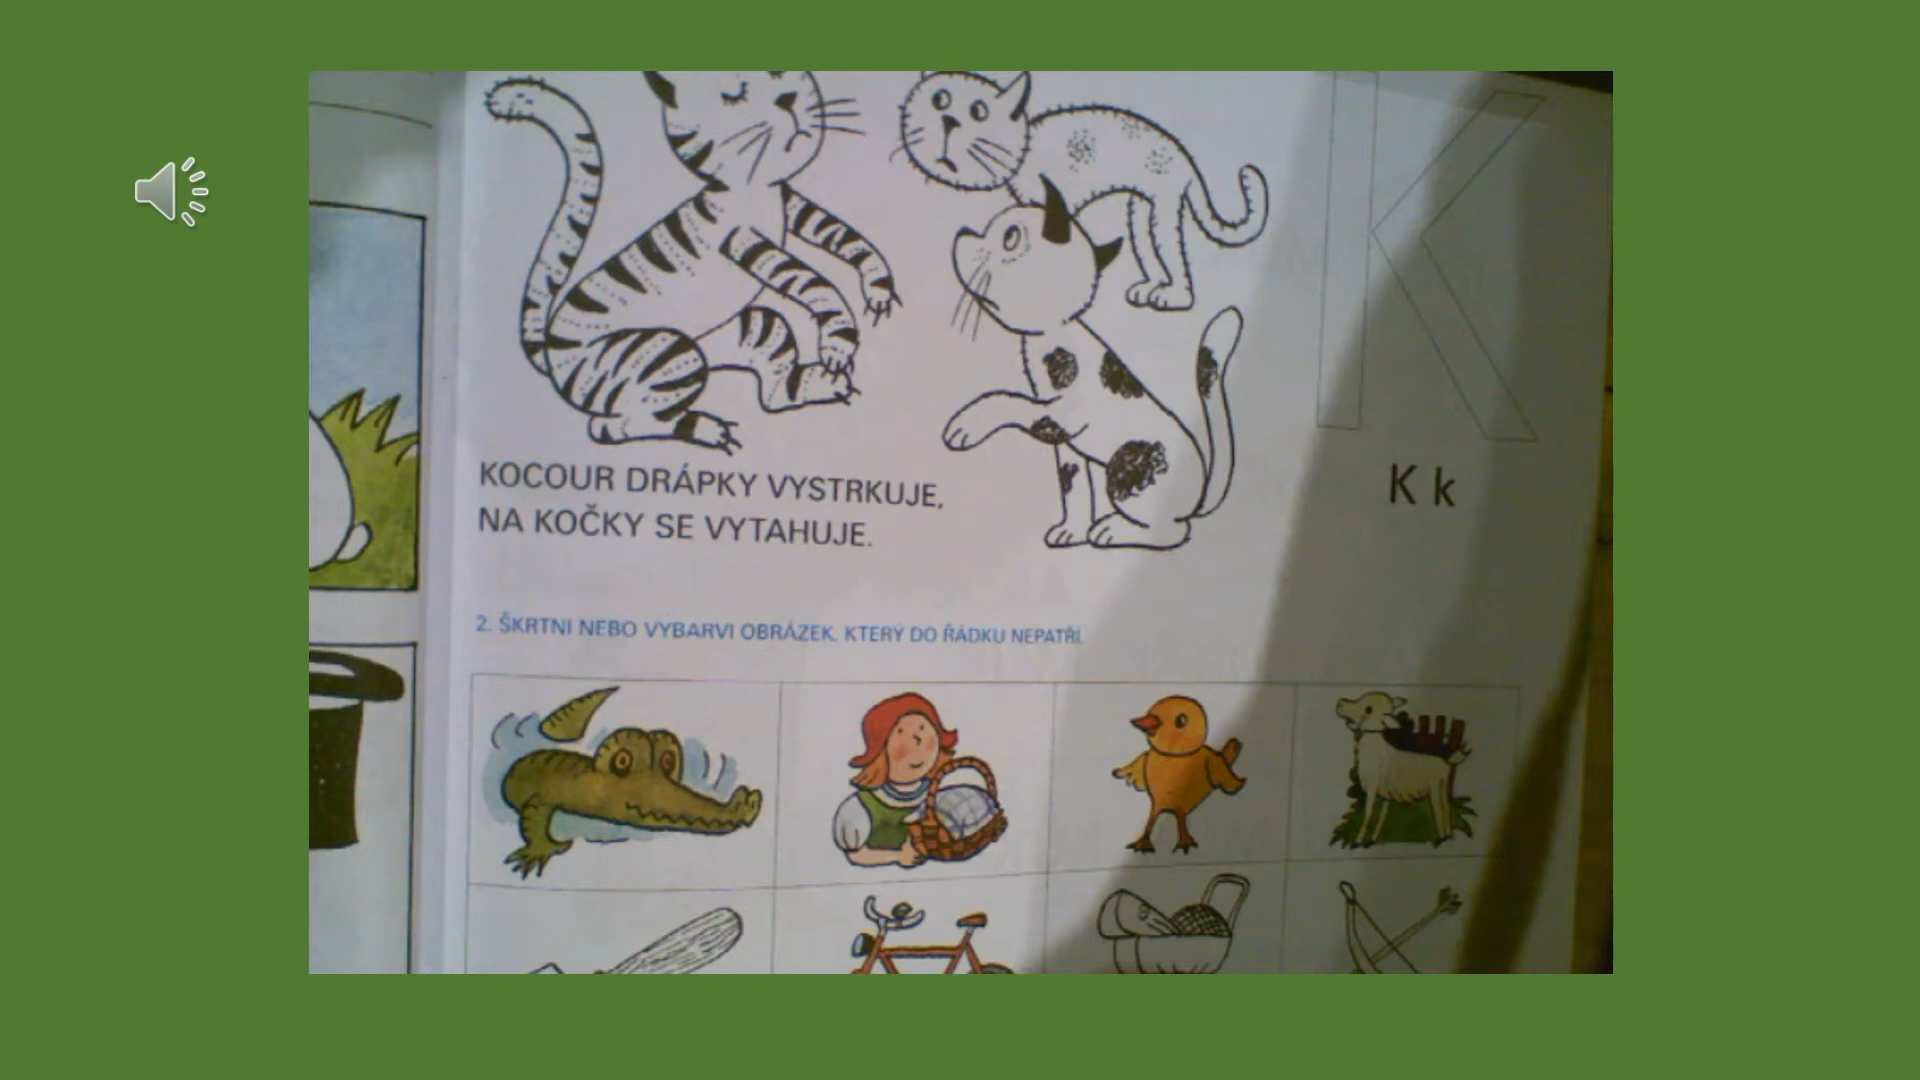 KOCOUR DRÁPKY VYSTRKUJE,
NA KOČKY SE VYTAHUJE.
K k
2. ŠKRTNI NEBO VYBARVI OBRÁZEK, KTERÝ DO ŘÁDKU NEPATŘÍ.